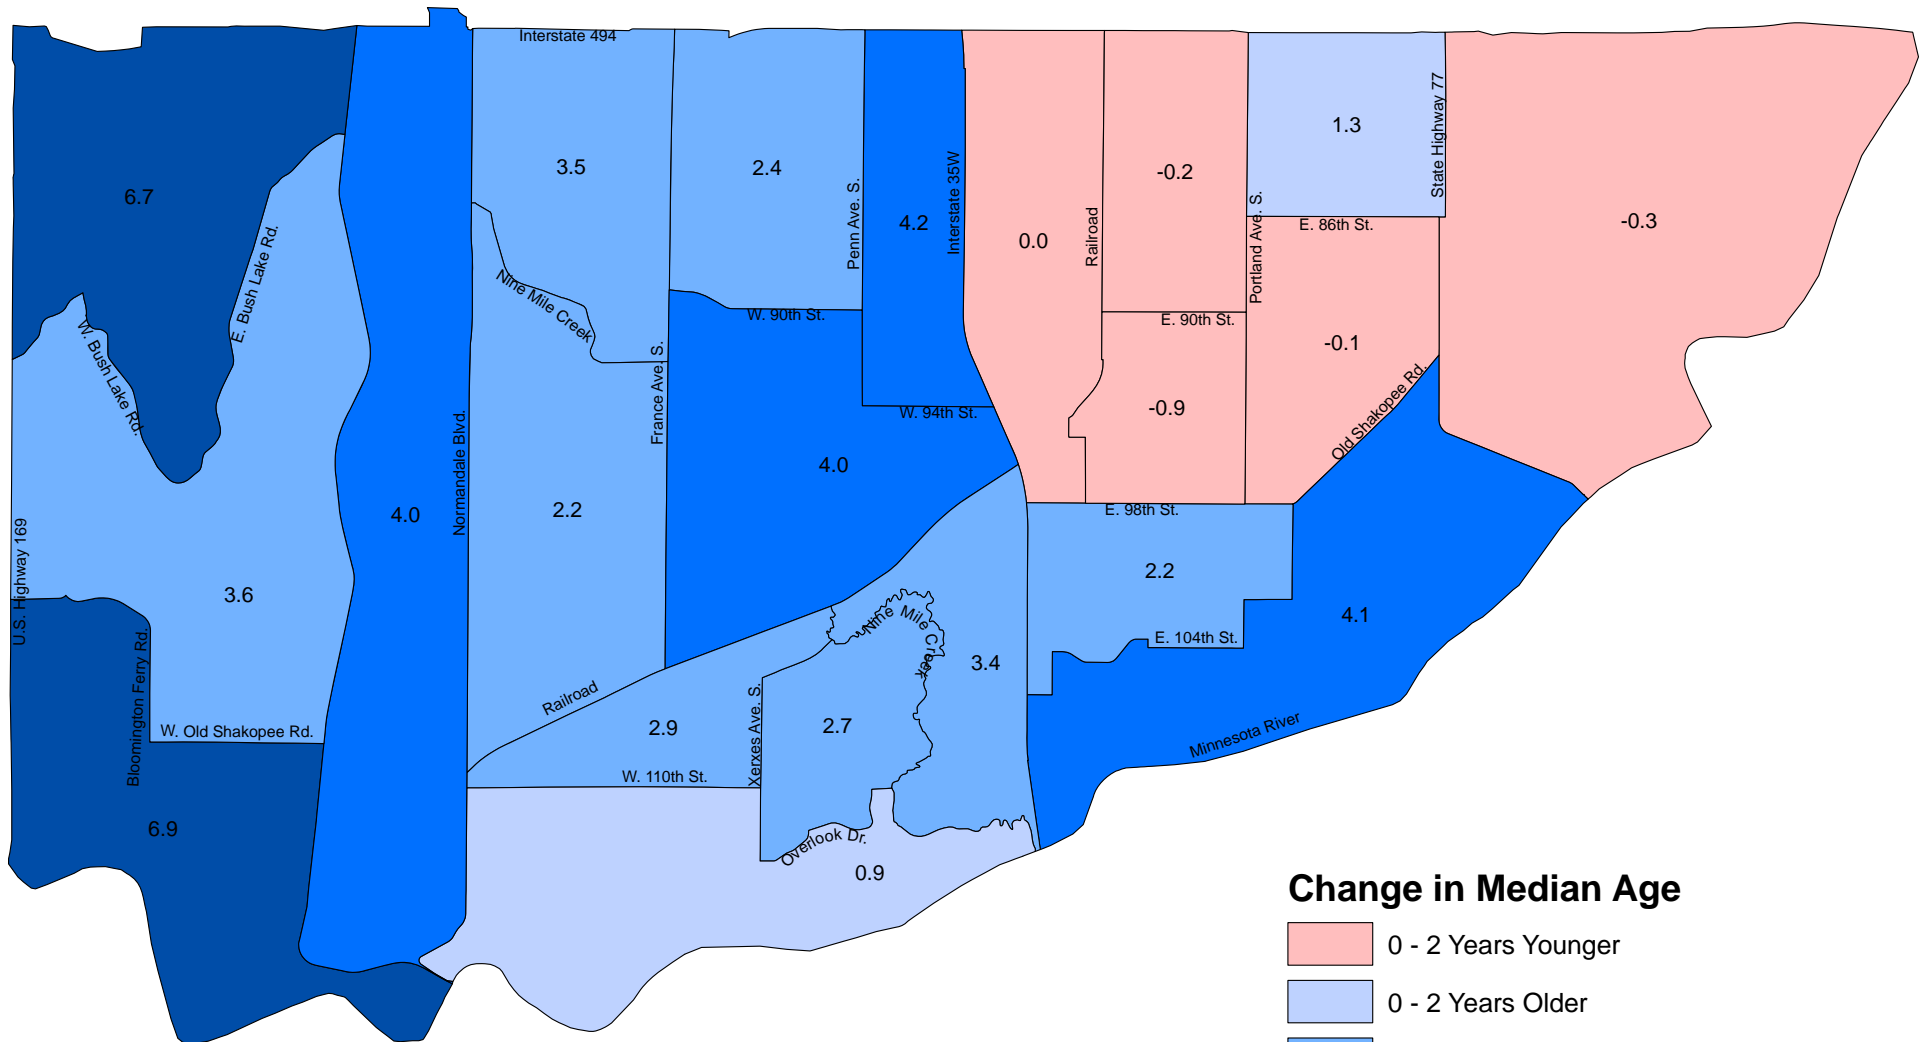 Interstate 494
State Highway 77
1.3
3.5
2.4
-0.2
6.7
Penn Ave. S.
4.2
Interstate 35W
0.0
Railroad
Portland Ave. S.
E. 86th St.
-0.3
E. Bush Lake Rd.
Nine Mile Creek
W. 90th St.
E. 90th St.
-0.1
W. Bush Lake Rd.
France Ave. S.
W. 94th St.
-0.9
Old Shakopee Rd.
Normandale Blvd.
4.0
4.0
2.2
E. 98th St.
U.S. Highway 169
3.6
2.2
4.1
Nine Mile Creek
E. 104th St.
3.4
Bloomington Ferry Rd.
W. Old Shakopee Rd.
Railroad
2.9
Xerxes Ave. S.
2.7
Minnesota River
W. 110th St.
6.9
Overlook Dr.
0.9
Change in Median Age
0 - 2 Years Younger
0 - 2 Years Older